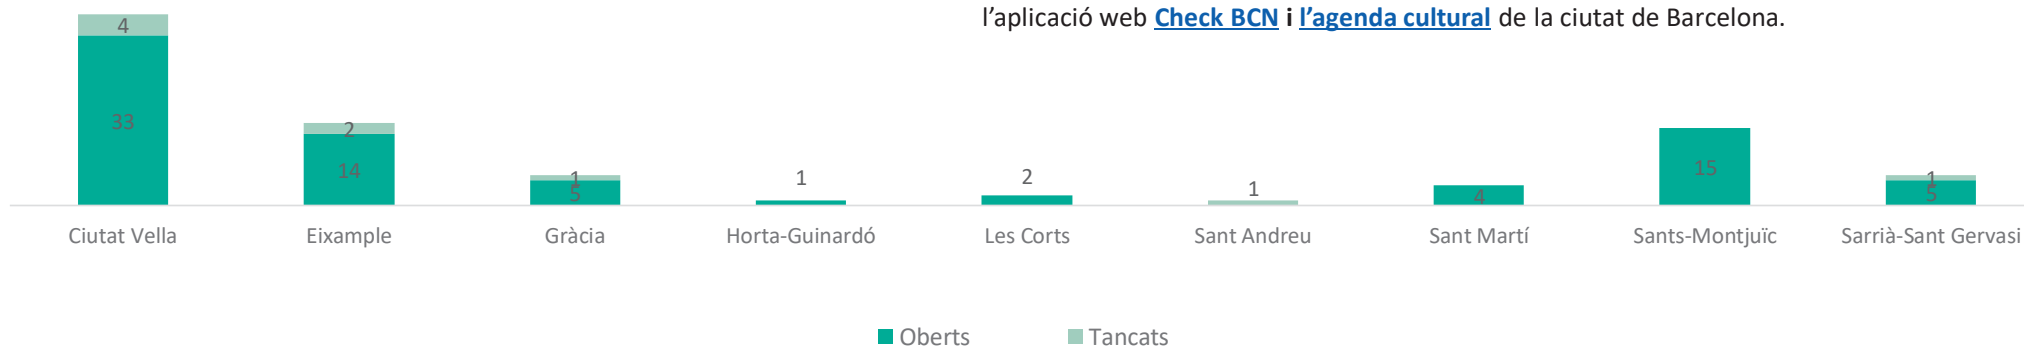 l’aplicació web Check BCN i l’agenda cultural de la ciutat de Barcelona.
4
33
2
14
1
5
1
2
1
4
15
1
5
Ciutat Vella
Eixample
Gràcia
Horta-Guinardó
Les Corts
Sant Andreu
Sant Martí
Sants-Montjuïc
Sarrià-Sant Gervasi
Oberts
Tancats